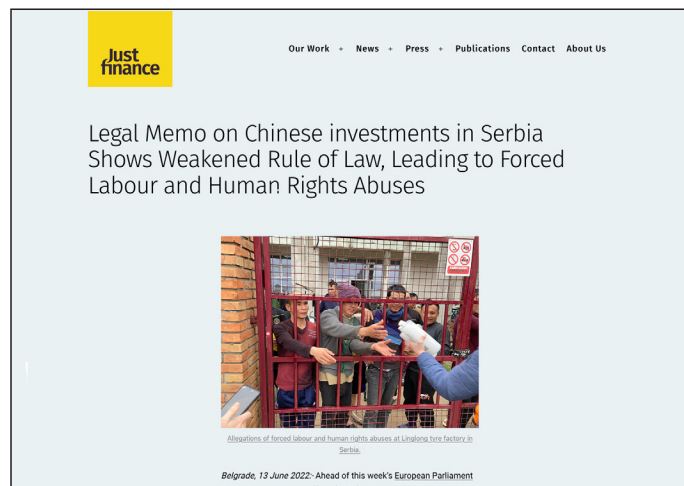 Just
finance
Our Work + News + Press + Publications Contact About Us
Legal Memo on Chinese investments in Serbia
Shows Weakened Rule of Law, Leading to Forced
Labour and Human Rights Abuses
Allegations of forced labour and human rights abuses at Linglong tyre factory in
Serbia.
Belgrade, 13 June 2022:- Ahead of this week's European Parliament